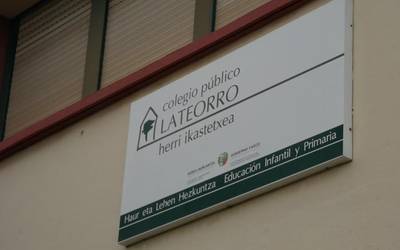 colegio público
LATEORRO
herri ikastetxea
Haur eta Lehen Hezkuntza Educación Infantil y Primaria